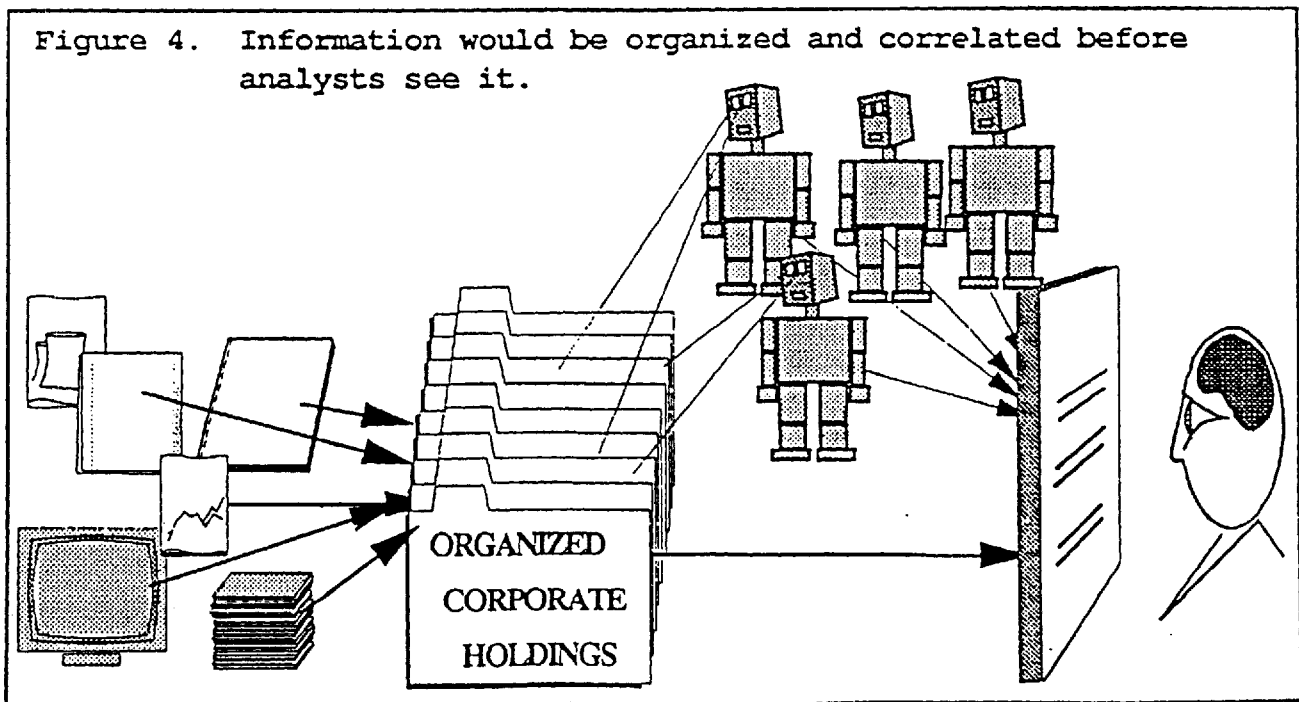 Figure 4. Information would be organized and correlated before
analysts see it.
ORGANIZED
CORPORATE
HOLDINGS